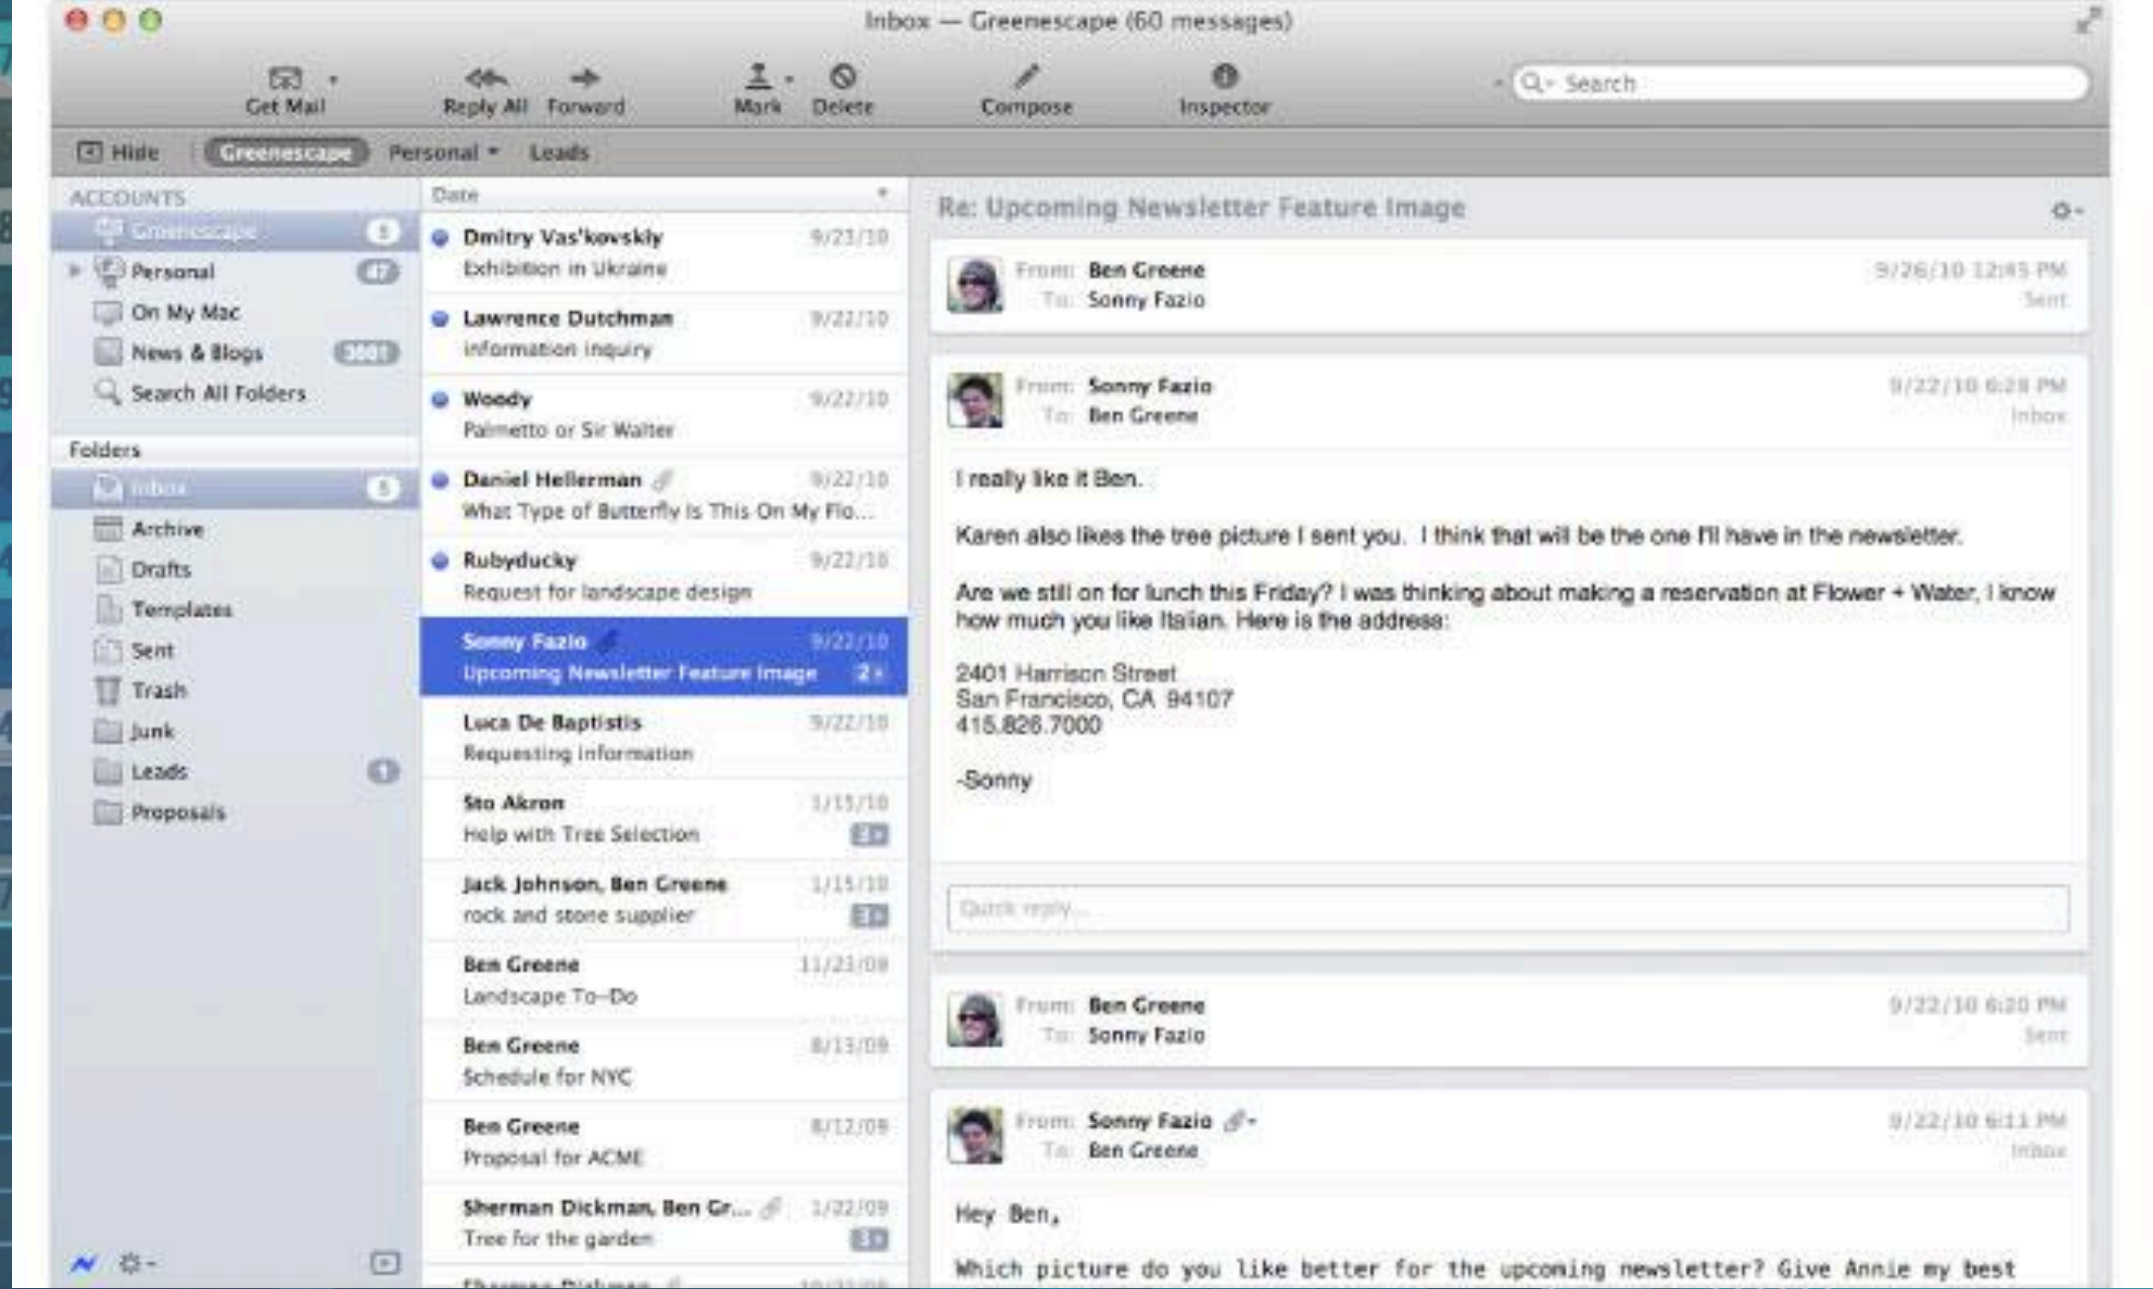 Inbox — Greenescape (60 messages)
Get Mail
Reply All
Forward
Mark
Delete
Compose
Inspector
Search
Hide
Greenescape
Personal
Leads
ACCOUNTS
Greenescape
5
Personal
On My Mac
News & Blogs
Search All Folders
Folders
Inbox
5
Archive
Drafts
Templates
Sent
Trash
Junk
Leads
1
Proposals
Date
Dmitry Vas'kovskiy 9/23/10
Exhibition in Ukraine
Lawrence Dutchman 9/22/10
information inquiry
Woody 9/22/10
Palmetto or Sir Walter
Daniel Hellerman 9/22/10
What Type of Butterfly Is This On My Flo...
Rubyducky 9/22/10
Request for landscape design
Sonny Fazio 9/22/10
Upcoming Newsletter Feature Image 2
Luca De Baptistis 9/22/10
Requesting information
Sto Akron 1/15/10
Help with Tree Selection 3
Jack Johnson, Ben Greene 1/15/10
rock and stone supplier 3
Ben Greene 11/23/09
Landscape To-Do
Ben Greene 8/13/09
Schedule for NYC
Ben Greene 8/12/09
Proposal for ACME
Sherman Dickman, Ben Gr... 1/22/09
Tree for the garden 3
Re: Upcoming Newsletter Feature Image
From: Ben Greene 9/26/10 12:45 PM
To: Sonny Fazio Sent
From: Sonny Fazio 9/22/10 6:28 PM
To: Ben Greene Inbox
I really like it Ben.
Karen also likes the tree picture I sent you. I think that will be the one I'll have in the newsletter.
Are we still on for lunch this Friday? I was thinking about making a reservation at Flower + Water, I know
how much you like Italian. Here is the address:
2401 Harrison Street
San Francisco, CA 94107
415.826.7000
-Sonny
Quick reply...
From: Ben Greene 9/22/10 6:20 PM
To: Sonny Fazio Sent
From: Sonny Fazio 9/22/10 6:11 PM
To: Ben Greene Inbox
Hey Ben,
Which picture do you like better for the upcoming newsletter? Give Annie my best